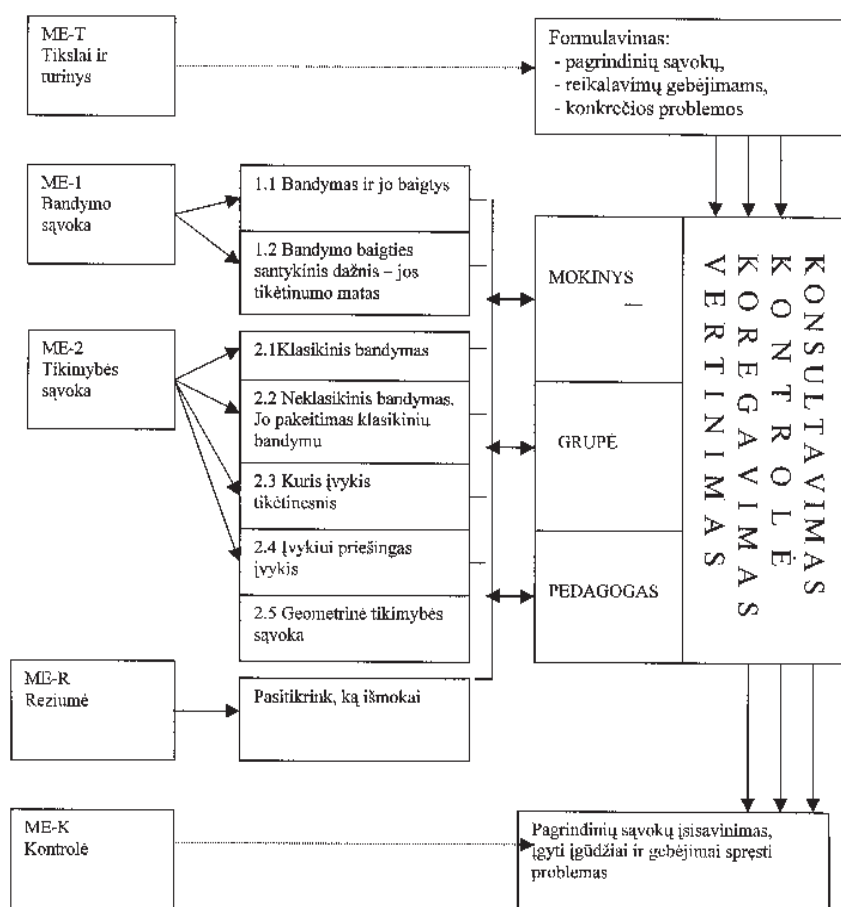 ME-T
Tikslai ir
turinys
Formulavimas:
- pagrindinių sąvokų,
- reikalavimų gebėjimams,
- konkrečios problemos
ME-1
Bandymo
sąvoka
1.1 Bandymas ir jo baigtys
1.2 Bandymo baigties
santykinis dažnis – jos
tikėtinumo matas
ME-2
Tikimybės
sąvoka
2.1Klasikinis bandymas
2.2 Neklasikinis bandymas.
Jo pakeitimas klasikinių
bandymu
2.3 Kuris įvykis
tikėtinesnis
2.4 Įvykiui priešingas
įvykis
2.5 Geometrinė tikimybės
sąvoka
MOKINYS
GRUPĖ
PEDAGOGAS
KONSULTAVIMAS
KONTROLĖ
KOREGAVIMAS
VERTINIMAS
ME-R
Reziumė
Pasitikrink, ką išmokai
ME-K
Kontrolė
Pagrindinių sąvokų įsisavinimas,
įgyti įgūdžiai ir gebėjimai spręsti
problemas